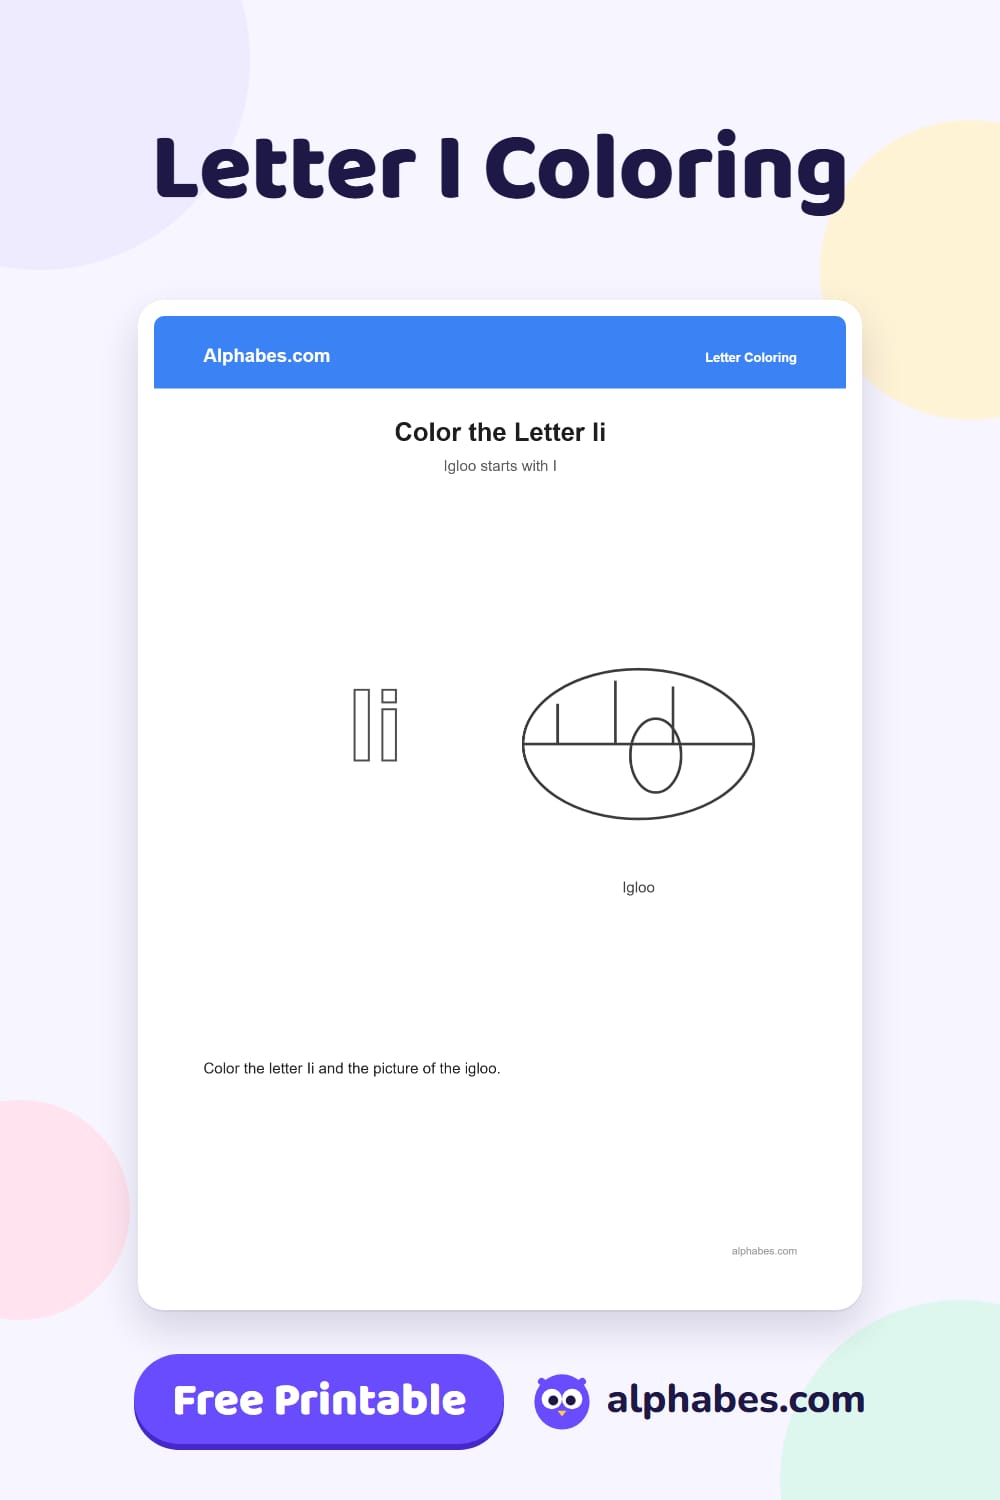 Letter I Coloring
Alphabes.com
Letter Coloring
Color the Letter Ii
Igloo starts with I
Ii
Igloo
Color the letter Ii and the picture of the igloo.
alphabes.com
Free Printable
alphabes.com